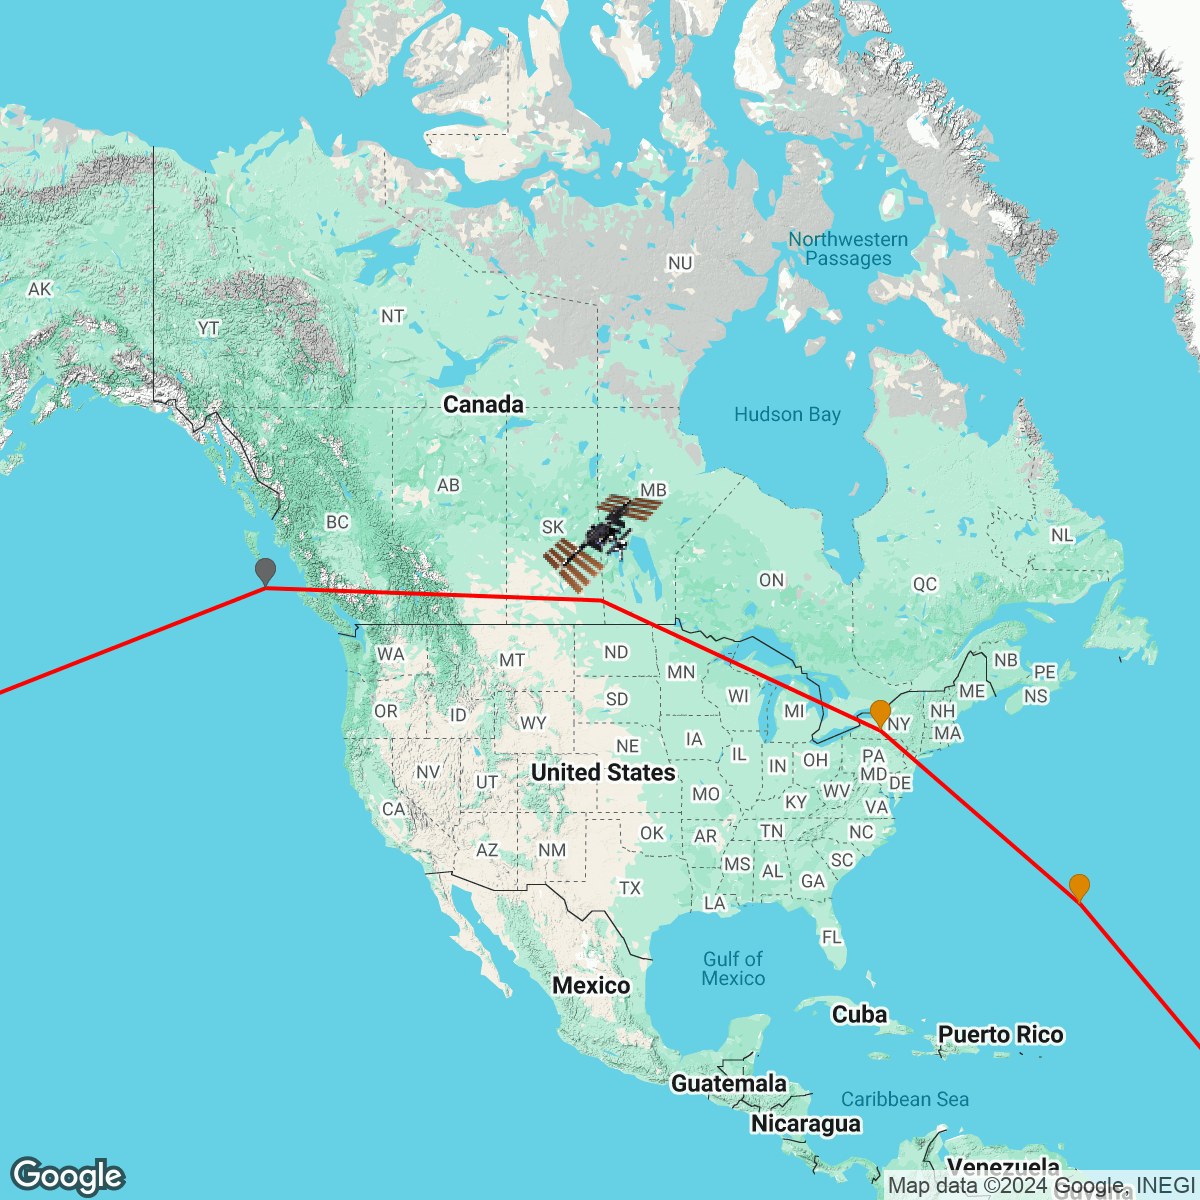 Northwestern
Passages
NU
AK
NT
YT
Canada
Hudson Bay
AB
MB
BC
SK
NL
ON
QC
WA
MT
ND
MN
NB
PE
NS
ME
OR
ID
WY
SD
WI
MI
NY
NH
MA
NE
IA
IL
IN
OH
PA
MD
DE
NV
UT
United States
CA
MO
KY
WV
VA
AZ
NM
OK
AR
TN
NC
SC
MS
AL
GA
TX
LA
FL
Gulf of
Mexico
Mexico
Cuba
Puerto Rico
Guatemala
Caribbean Sea
Nicaragua
Venezuela
Google
Map data ©2024 Google, INEGI
Guyana